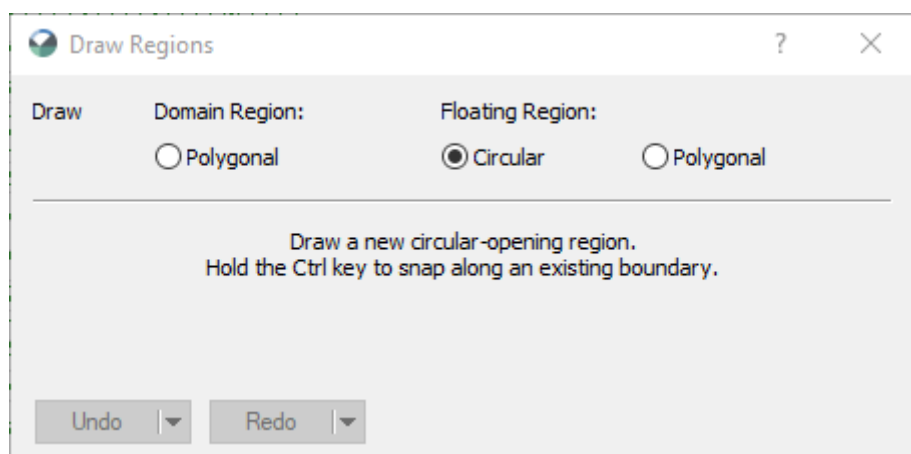 Draw Regions
?
Draw Domain Region: Floating Region:
Polygonal Circular Polygonal
Draw a new circular-opening region.
Hold the Ctrl key to snap along an existing boundary.
Undo Redo